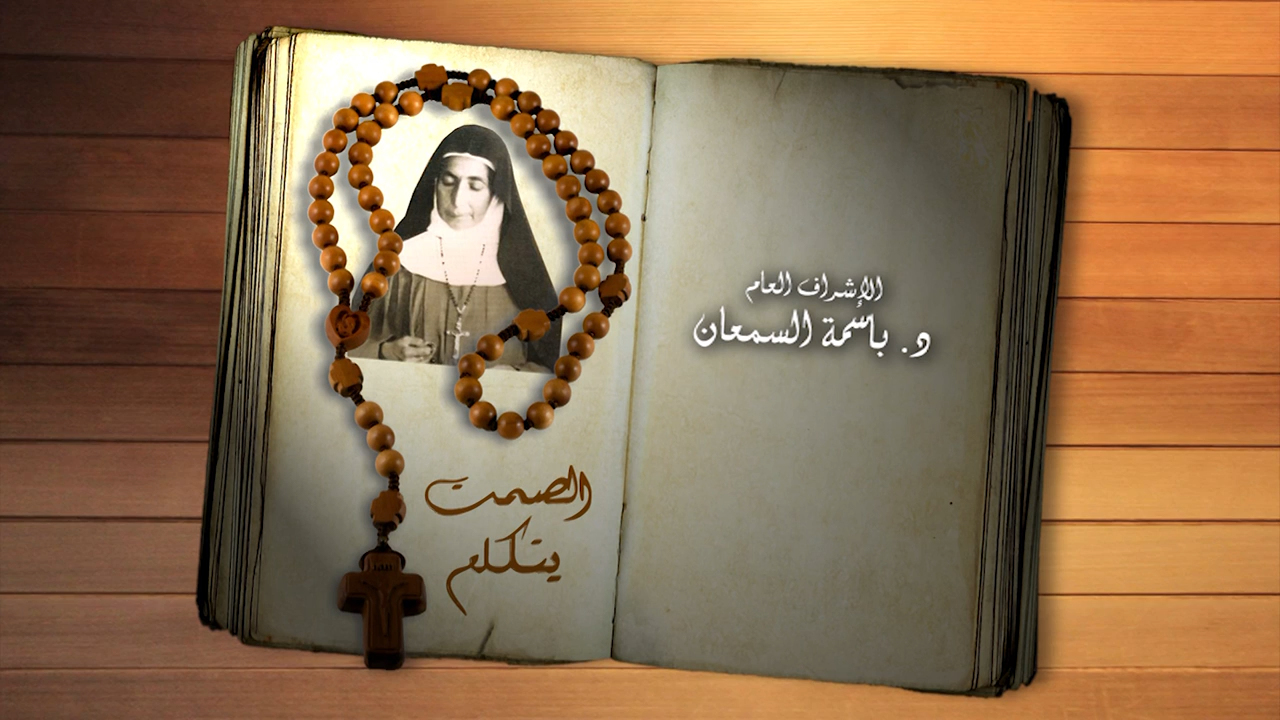 الصمت
يتكلم
الإشراف العام
د. باسمة السمعان